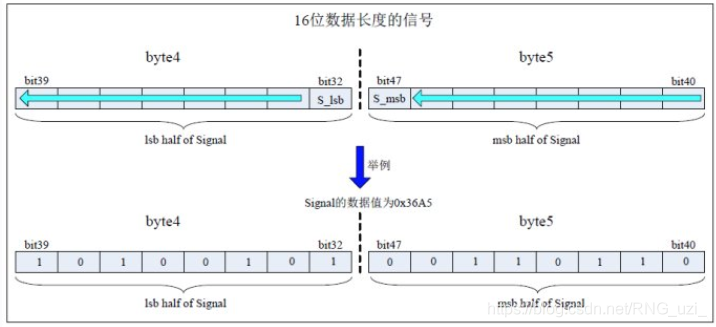 16位数据长度的信号
byte4 byte5
bit39 bit32 bit47 bit40
S_lsb S_msb
lsb half of Signal msb half of Signal
举例
Signal的数据值为0x36A5
byte4 byte5
bit39 bit32 bit47 bit40
1 0 1 0 0 1 0 1 0 0 1 1 0 1 1 0
lsb half of Signal msb half of Signal
https://blog.csdn.net/RNG_uzi_